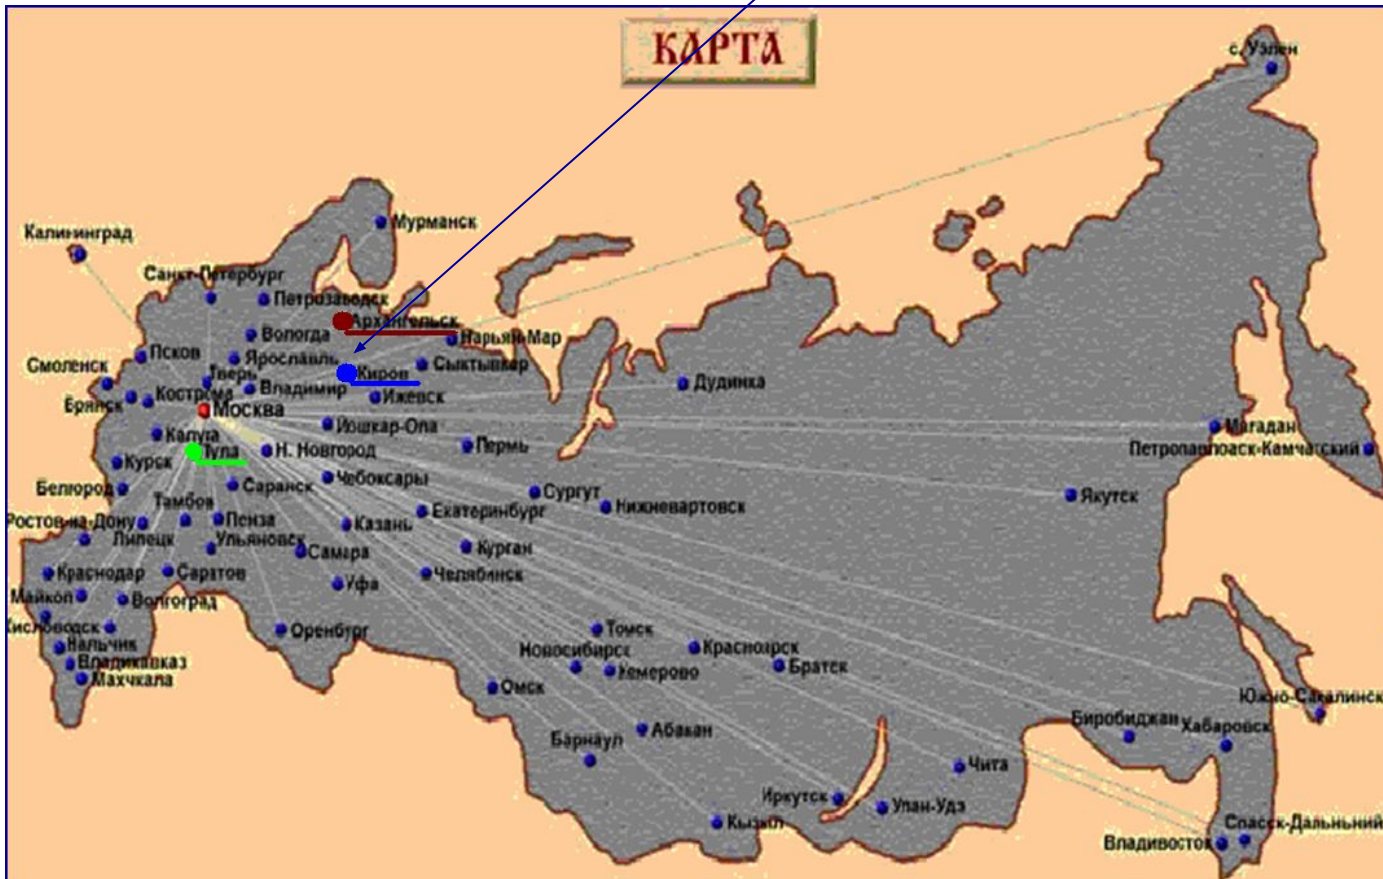 КАРТА
с. Уэлен
Мурманск
Калининград
Санкт-Петербург
Петрозаводск
Архангельск
Вологда
Нарьян-Мар
Псков
Ярославль
Сыктывкар
Смоленск
Тверь
Киров
Дудинка
Кострома
Владимир
Ижевск
Брянск
Москва
Йошкар-Ола
Магадан
Калуга
Тула
Н. Новгород
Пермь
Петропавлоаск-Камчатский
Курск
Чебоксары
Белгород
Саранск
Сургут
Якутск
Тамбов
Нижневартовск
Екатеринбург
Ростов-на-Дону
Пенза
Казань
Липецк
Ульяновск
Самара
Курган
Краснодар
Саратов
Челябинск
Уфа
Майкоп
Волгоград
Кисловодск
Оренбург
Томск
Нальчик
Новосибирск
Красноярск
Владикавказ
Кемерово
Братск
Махчкала
Омск
Южно-Сахалинск
Биробиджан
Хабаровск
Абакан
Барнаул
Чита
Иркутск
Улан-Удэ
Кызыл
Спасск-Дальньний
Владивосток